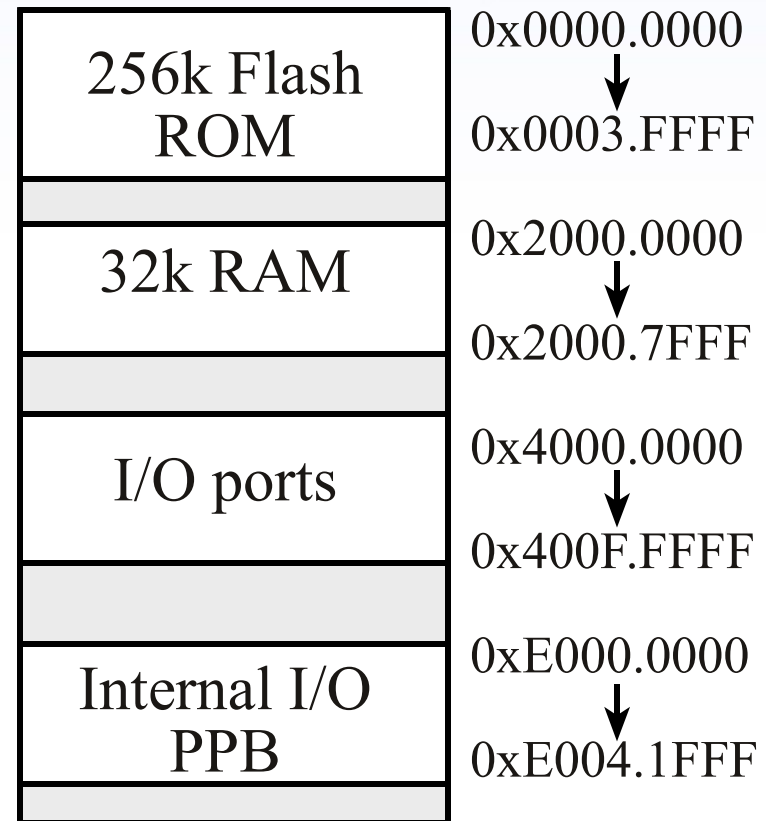 256k Flash
ROM
0x0000.0000
0x0003.FFFF
32k RAM
0x2000.0000
0x2000.7FFF
I/O ports
0x4000.0000
0x400F.FFFF
Internal I/O
PPB
0xE000.0000
0xE004.1FFF